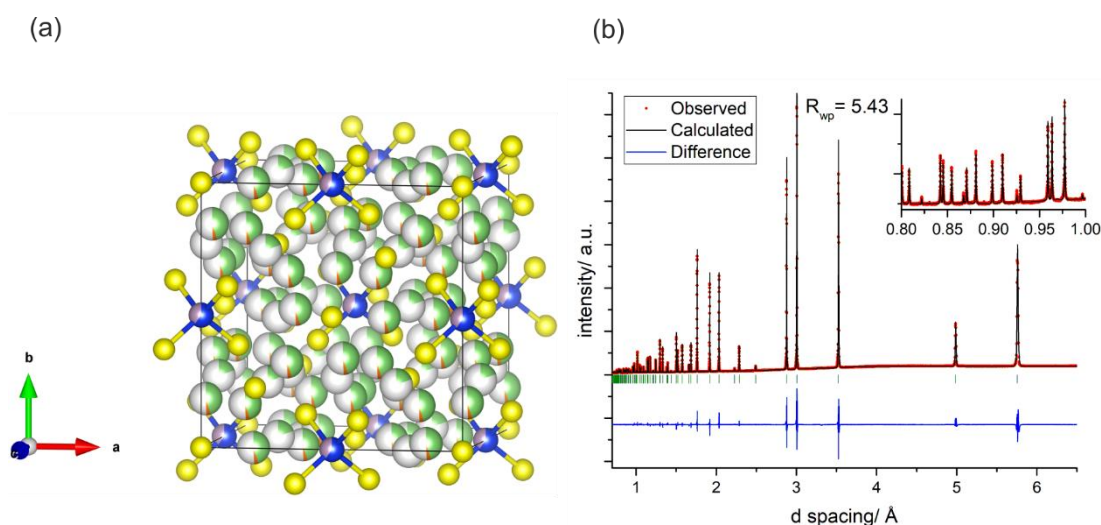 (a)
(b)
b
a
c
Observed
Calculated
Difference
R_wp = 5.43
0.80 0.85 0.90 0.95 1.00
intensity/ a.u.
1 2 3 4 5 6
d spacing/ Å